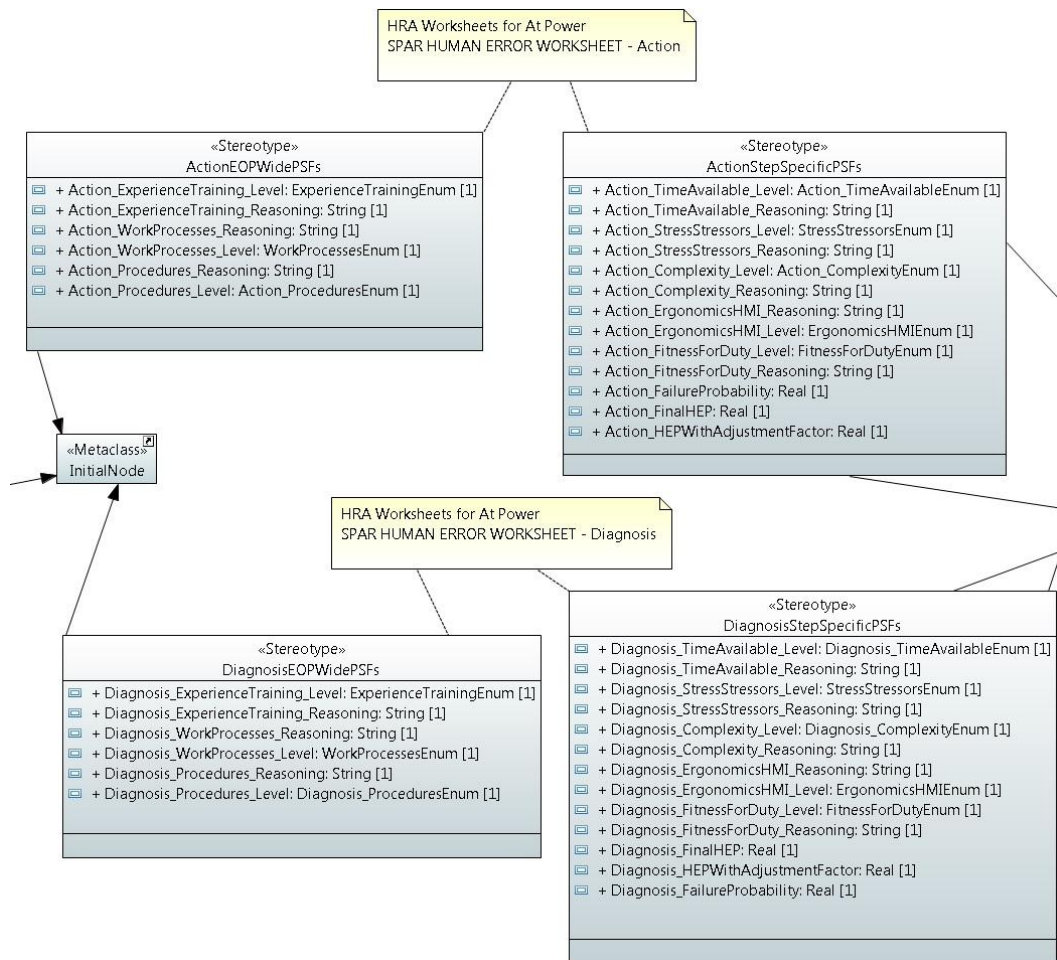 HRA Worksheets for At Power
SPAR HUMAN ERROR WORKSHEET - Action
«Stereotype»
ActionEOPWidePSFs
+ Action_ExperienceTraining_Level: ExperienceTrainingEnum [1]
+ Action_ExperienceTraining_Reasoning: String [1]
+ Action_WorkProcesses_Reasoning: String [1]
+ Action_WorkProcesses_Level: WorkProcessesEnum [1]
+ Action_Procedures_Reasoning: String [1]
+ Action_Procedures_Level: Action_ProceduresEnum [1]
«Stereotype»
ActionStepSpecificPSFs
+ Action_TimeAvailable_Level: Action_TimeAvailableEnum [1]
+ Action_TimeAvailable_Reasoning: String [1]
+ Action_StressStressors_Level: StressStressorsEnum [1]
+ Action_StressStressors_Reasoning: String [1]
+ Action_Complexity_Level: Action_ComplexityEnum [1]
+ Action_Complexity_Reasoning: String [1]
+ Action_ErgonomicsHMI_Reasoning: String [1]
+ Action_ErgonomicsHMI_Level: ErgonomicsHMIEnum [1]
+ Action_FitnessForDuty_Level: FitnessForDutyEnum [1]
+ Action_FitnessForDuty_Reasoning: String [1]
+ Action_FailureProbability: Real [1]
+ Action_FinalHEP: Real [1]
+ Action_HEPWithAdjustmentFactor: Real [1]
«Metaclass»
InitialNode
HRA Worksheets for At Power
SPAR HUMAN ERROR WORKSHEET - Diagnosis
«Stereotype»
DiagnosisEOPWidePSFs
+ Diagnosis_ExperienceTraining_Level: ExperienceTrainingEnum [1]
+ Diagnosis_ExperienceTraining_Reasoning: String [1]
+ Diagnosis_WorkProcesses_Reasoning: String [1]
+ Diagnosis_WorkProcesses_Level: WorkProcessesEnum [1]
+ Diagnosis_Procedures_Reasoning: String [1]
+ Diagnosis_Procedures_Level: Diagnosis_ProceduresEnum [1]
«Stereotype»
DiagnosisStepSpecificPSFs
+ Diagnosis_TimeAvailable_Level: Diagnosis_TimeAvailableEnum [1]
+ Diagnosis_TimeAvailable_Reasoning: String [1]
+ Diagnosis_StressStressors_Level: StressStressorsEnum [1]
+ Diagnosis_StressStressors_Reasoning: String [1]
+ Diagnosis_Complexity_Level: Diagnosis_ComplexityEnum [1]
+ Diagnosis_Complexity_Reasoning: String [1]
+ Diagnosis_ErgonomicsHMI_Reasoning: String [1]
+ Diagnosis_ErgonomicsHMI_Level: ErgonomicsHMIEnum [1]
+ Diagnosis_FitnessForDuty_Level: FitnessForDutyEnum [1]
+ Diagnosis_FitnessForDuty_Reasoning: String [1]
+ Diagnosis_FinalHEP: Real [1]
+ Diagnosis_HEPWithAdjustmentFactor: Real [1]
+ Diagnosis_FailureProbability: Real [1]